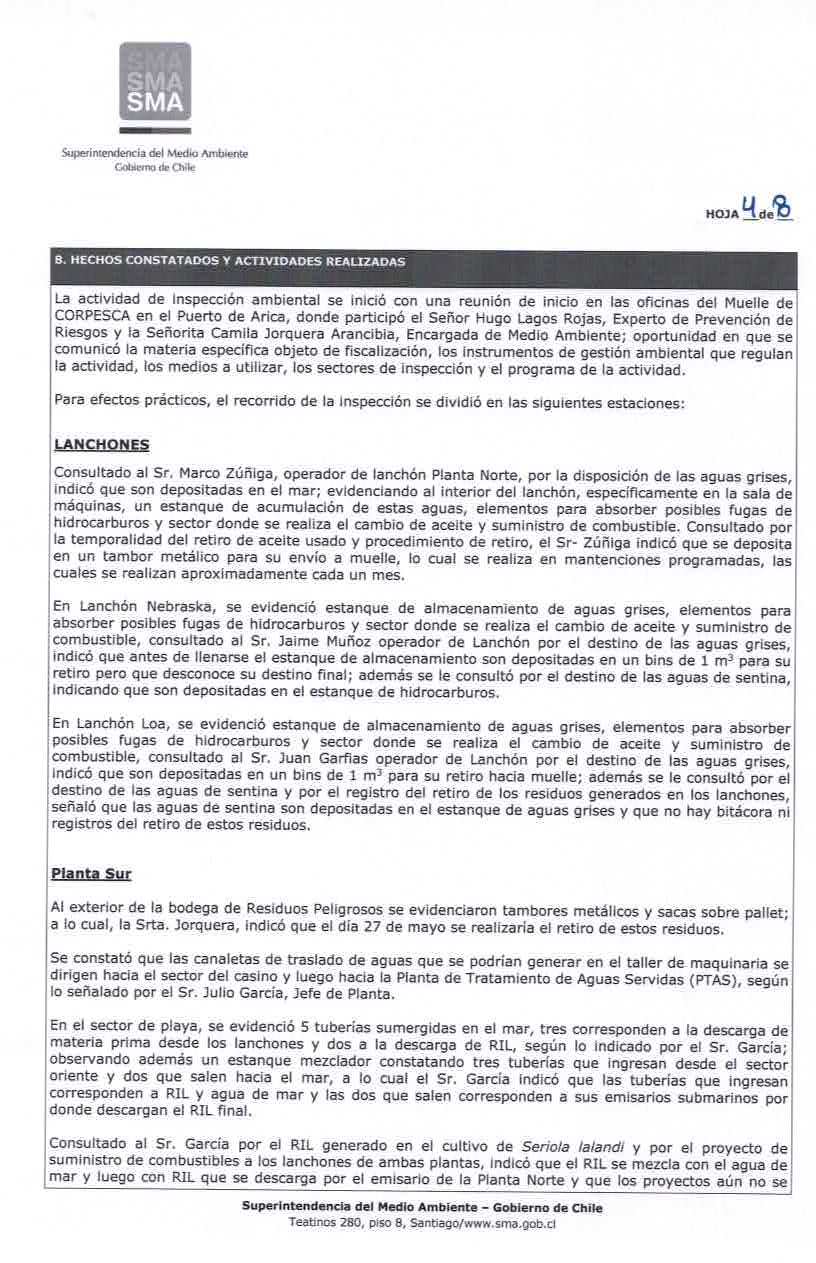 SMA
SMA
SMA
Superintendencia del Medio Ambiente
Gobierno de Chile
HOJA 4 de 8
8. HECHOS CONSTATADOS Y ACTIVIDADES REALIZADAS
La actividad de inspección ambiental se inició con una reunión de inicio en las oficinas del Muelle de
CORPESCA en el Puerto de Arica, donde participó el Señor Hugo Lagos Rojas, Experto de Prevención de
Riesgos y la Señorita Camila Jorquera Arancibia, Encargada de Medio Ambiente; oportunidad en que se
comunicó la materia específica objeto de fiscalización, los instrumentos de gestión ambiental que regulan
la actividad, los medios a utilizar, los sectores de inspección y el programa de la actividad.
Para efectos prácticos, el recorrido de la inspección se dividió en las siguientes estaciones:
LANCHONES
Consultado al Sr. Marco Zúñiga, operador de lanchón Planta Norte, por la disposición de las aguas grises,
indicó que son depositadas en el mar; evidenciando al interior del lanchón, específicamente en la sala de
máquinas, un estanque de acumulación de estas aguas, elementos para absorber posibles fugas de
hidrocarburos y sector donde se realiza el cambio de aceite y suministro de combustible. Consultado por
la temporalidad del retiro de aceite usado y procedimiento de retiro, el Sr- Zúñiga indicó que se deposita
en un tambor metálico para su envío a muelle, lo cual se realiza en mantenciones programadas, las
cuales se realizan aproximadamente cada un mes.
En Lanchón Nebraska, se evidenció estanque de almacenamiento de aguas grises, elementos para
absorber posibles fugas de hidrocarburos y sector donde se realiza el cambio de aceite y suministro de
combustible, consultado al Sr. Jaime Muñoz operador de Lanchón por el destino de las aguas grises,
indicó que antes de llenarse el estanque de almacenamiento son depositadas en un bins de 1 m³ para su
retiro pero que desconoce su destino final; además se le consultó por el destino de las aguas de sentina,
indicando que son depositadas en el estanque de hidrocarburos.
En Lanchón Loa, se evidenció estanque de almacenamiento de aguas grises, elementos para absorber
posibles fugas de hidrocarburos y sector donde se realiza el cambio de aceite y suministro de
combustible, consultado al Sr. Juan Garfias operador de Lanchón por el destino de las aguas grises,
indicó que son depositadas en un bins de 1 m³ para su retiro hacia muelle; además se le consultó por el
destino de las aguas de sentina y por el registro del retiro de los residuos generados en los lanchones,
señaló que las aguas de sentina son depositadas en el estanque de aguas grises y que no hay bitácora ni
registros del retiro de estos residuos.
Planta Sur
Al exterior de la bodega de Residuos Peligrosos se evidenciaron tambores metálicos y sacas sobre pallet;
a lo cual, la Srta. Jorquera, indicó que el día 27 de mayo se realizaría el retiro de estos residuos.
Se constató que las canaletas de traslado de aguas que se podrían generar en el taller de maquinaria se
dirigen hacia el sector del casino y luego hacia la Planta de Tratamiento de Aguas Servidas (PTAS), según
lo señalado por el Sr. Julio García, Jefe de Planta.
En el sector de playa, se evidenció 5 tuberías sumergidas en el mar, tres corresponden a la descarga de
materia prima desde los lanchones y dos a la descarga de RIL, según lo indicado por el Sr. García;
observando además un estanque mezclador constatando tres tuberías que ingresan desde el sector
oriente y dos que salen hacia el mar, a lo cual el Sr. García indicó que las tuberías que ingresan
corresponden a RIL y agua de mar y las dos que salen corresponden a sus emisarios submarinos por
donde descargan el RIL final.
Consultado al Sr. García por el RIL generado en el cultivo de Seriola lalandi y por el proyecto de
suministro de combustibles a los lanchones de ambas plantas, indicó que el RIL se mezcla con el agua de
mar y luego con RIL que se descarga por el emisario de la Planta Norte y que los proyectos aún no se
Superintendencia del Medio Ambiente – Gobierno de Chile
Teatinos 280, piso 8, Santiago/www.sma.gob.cl